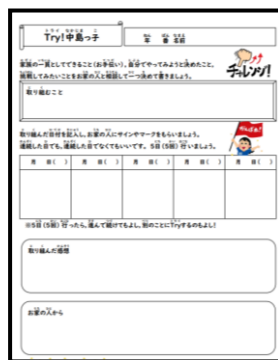 Try!中島っ子
年 番 名前
家族の一員としてできること(お手伝い)、自分でやってみようと決めたこと、
挑戦してみたいことをお家の人と相談して一つ決めて書きましょう。
チャレンジ!
取り組むこと
取り組んだ日付を記入し、お家の人にサインやマークをもらいましょう。
連続した日でも、連続した日でなくてもいいです。5日(5回)行いましょう。
がんばれ!
月 日( ) 月 日( ) 月 日( ) 月 日( ) 月 日( )
※5日(5回)行ったら、進んで続けてもよし、別のことにTryするのもよし!
取り組んだ感想
お家の人から